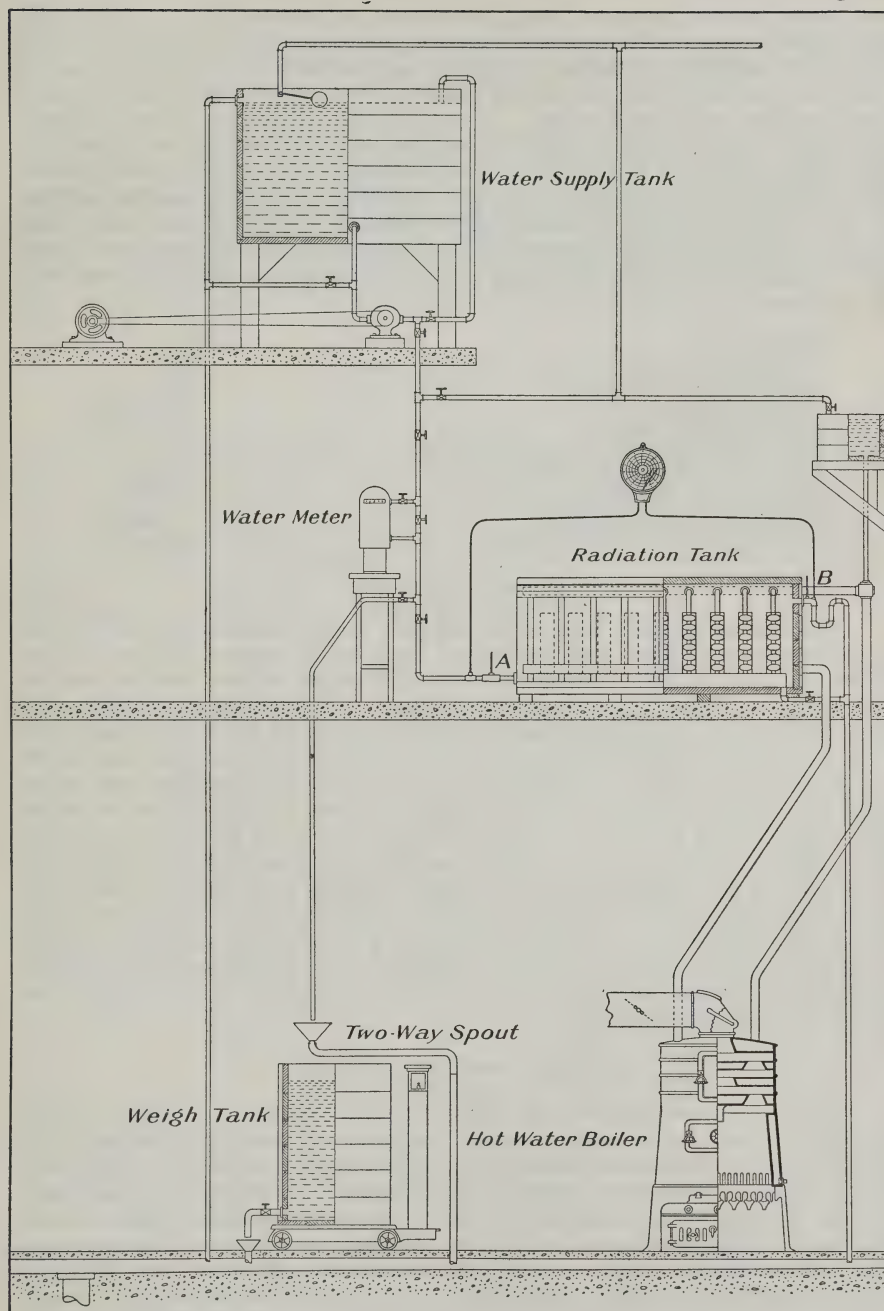 Water Supply Tank
Water Meter
Radiation Tank
B
A
Two-Way Spout
Weigh Tank
Hot Water Boiler